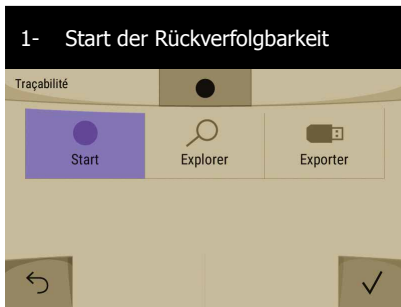 1- Start der Rückverfolgbarkeit
Traçabilité
Start Explorer Exporter